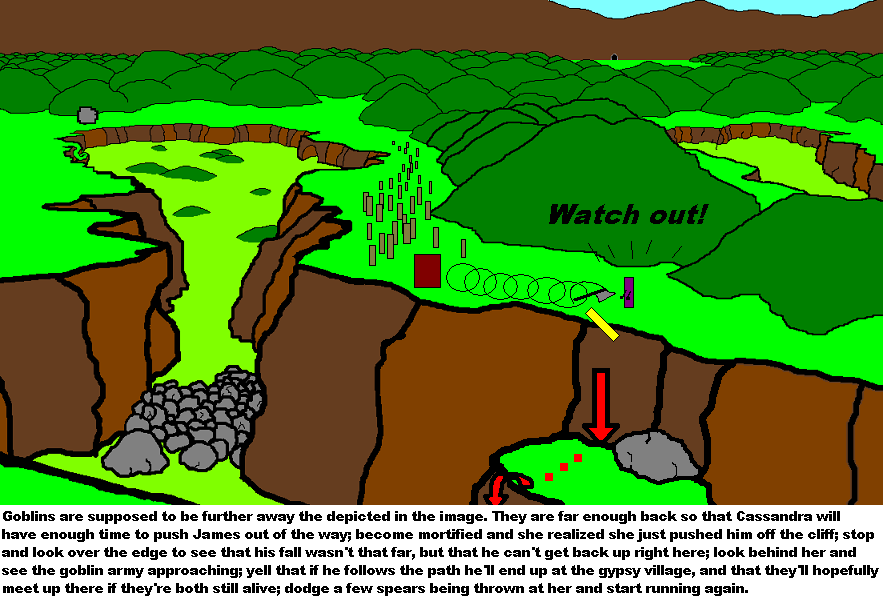 Watch out!
Goblins are supposed to be further away the depicted in the image. They are far enough back so that Cassandra will
have enough time to push James out of the way; become mortified and she realized she just pushed him off the cliff; stop
and look over the edge to see that his fall wasn't that far, but that he can't get back up right here; look behind her and
see the goblin army approaching; yell that if he follows the path he'll end up at the gypsy village, and that they'll hopefully
meet up there if they're both still alive; dodge a few spears being thrown at her and start running again.